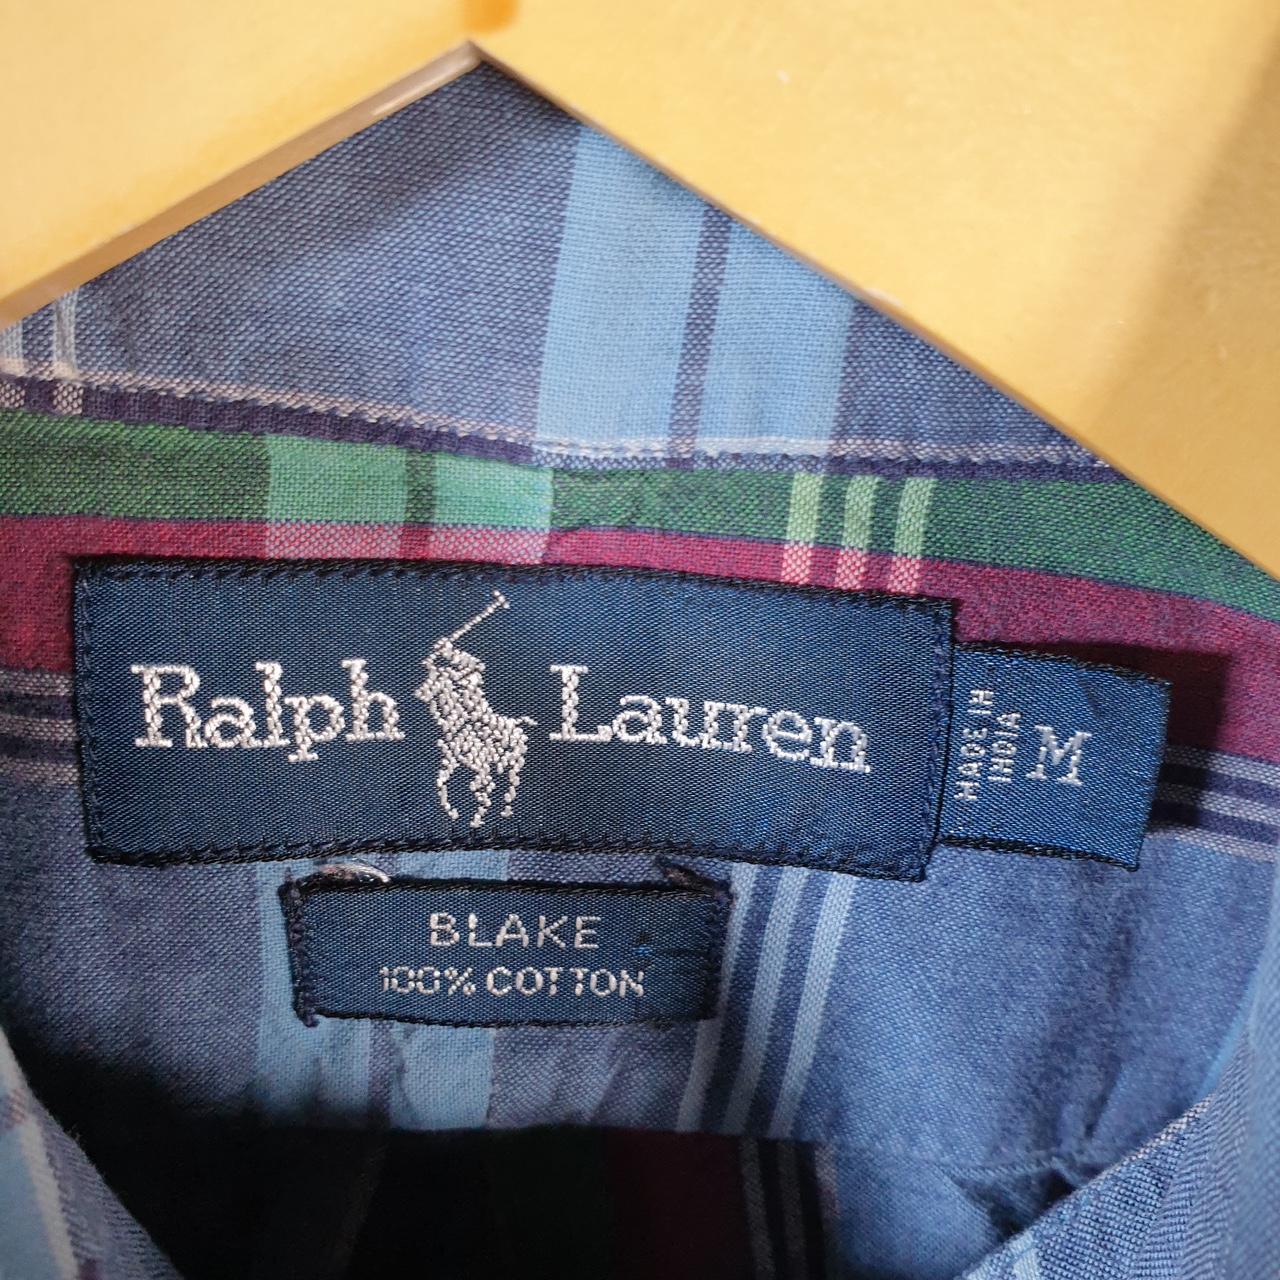 Ralph Lauren
MADE IN
INDIA
M
BLAKE
100% COTTON